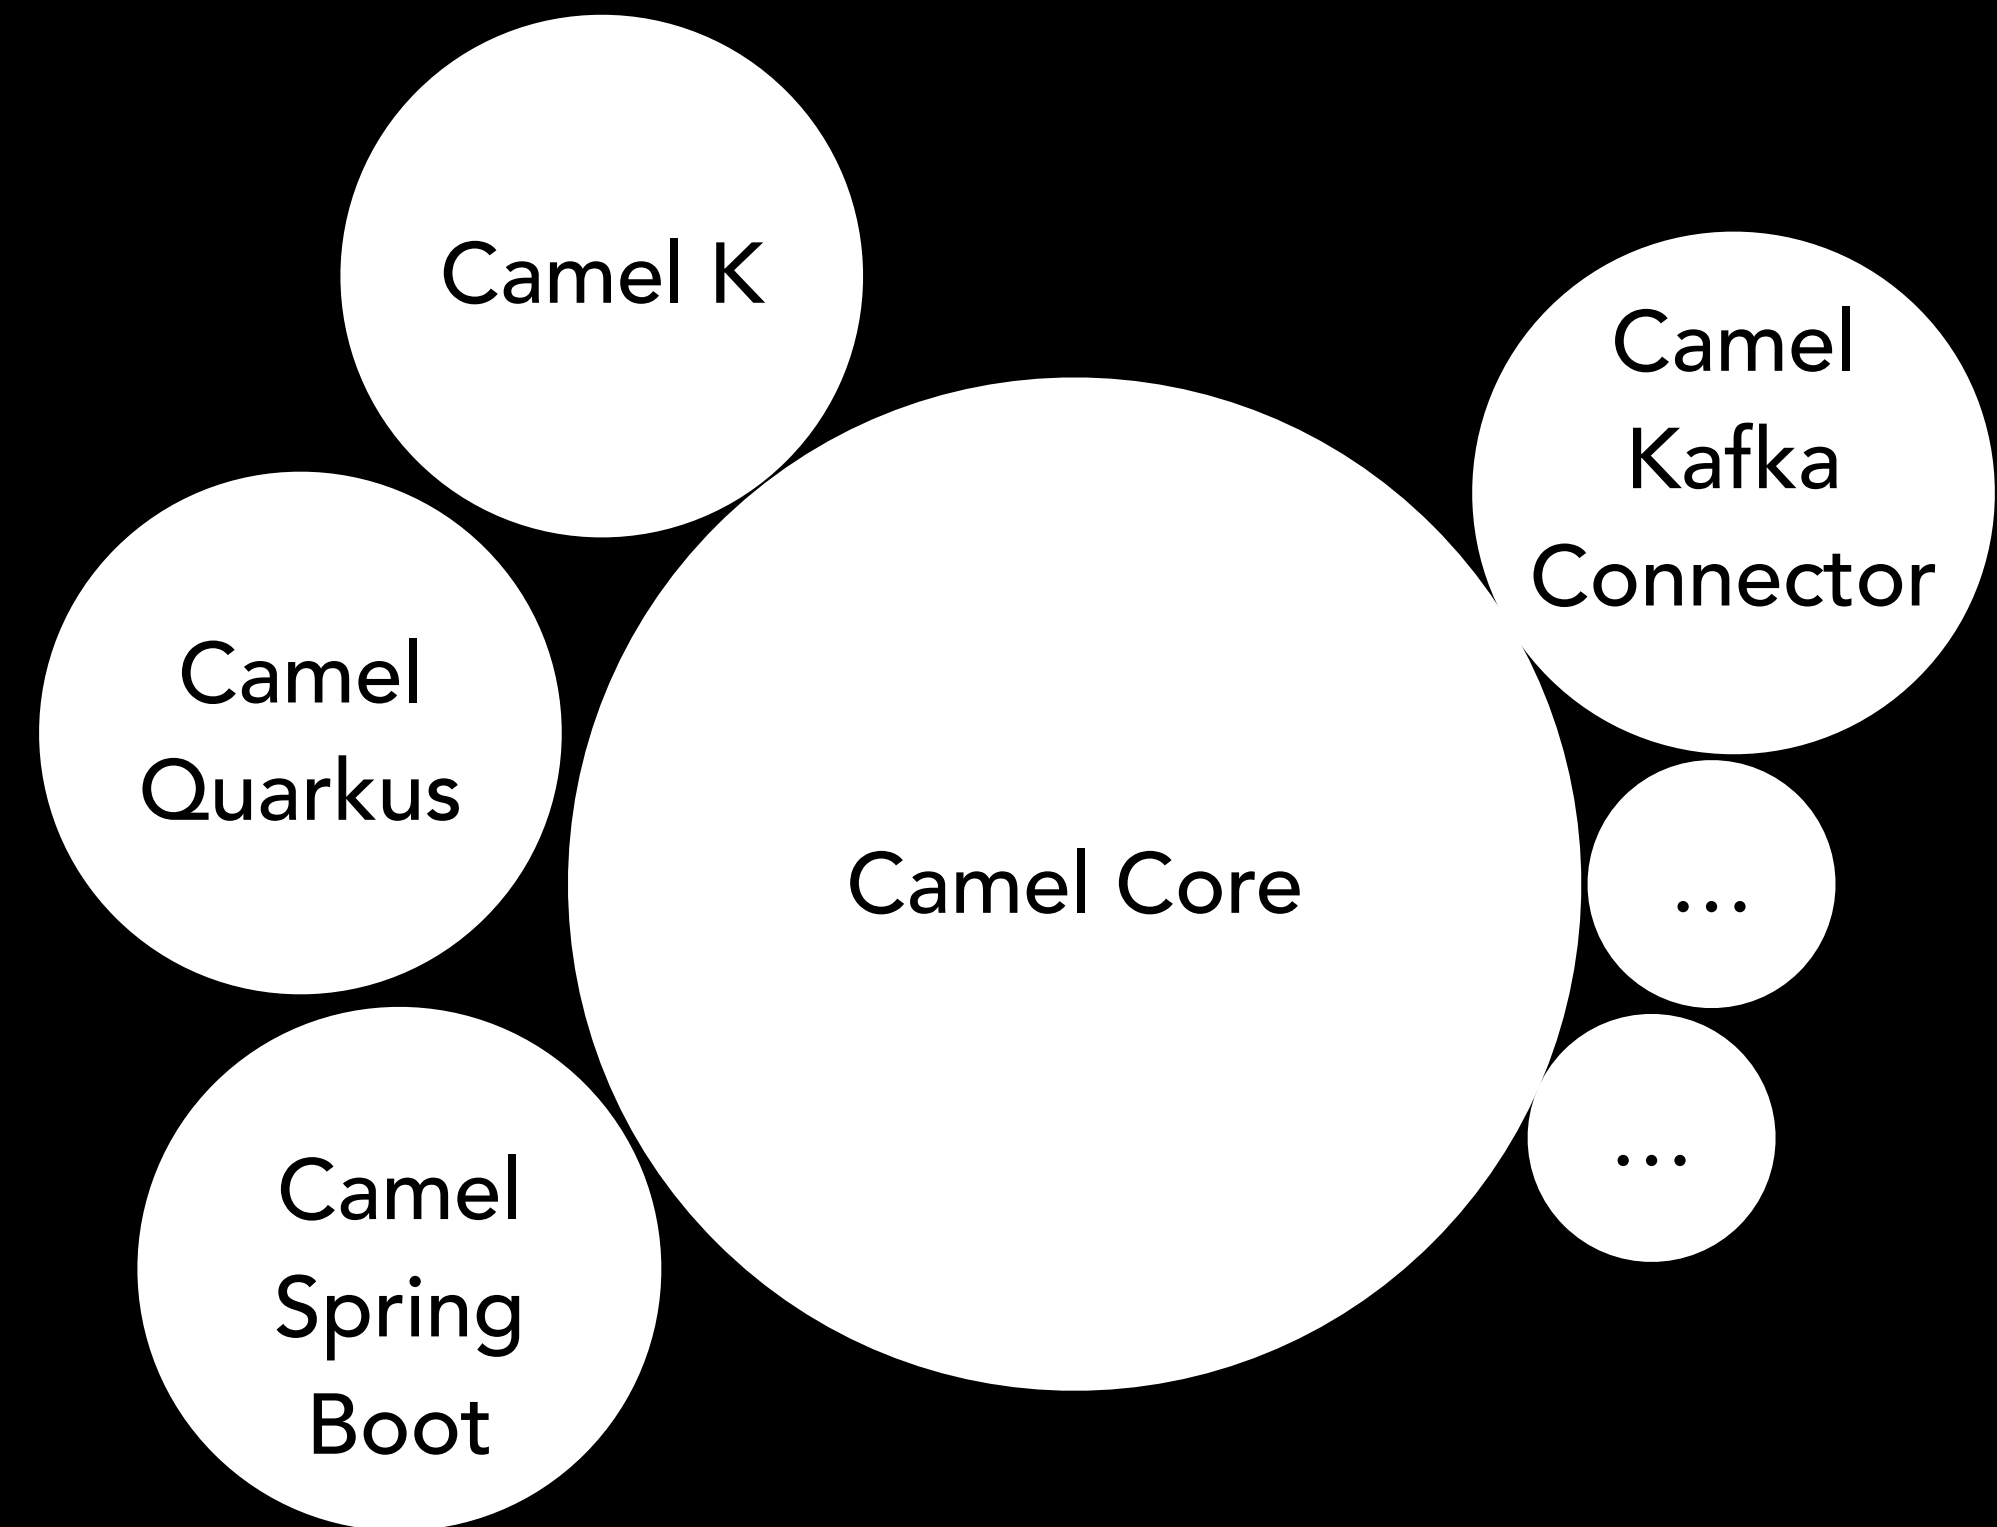 Camel K
Camel
Kafka
Connector
Camel
Quarkus
Camel Core
...
...
Camel
Spring
Boot